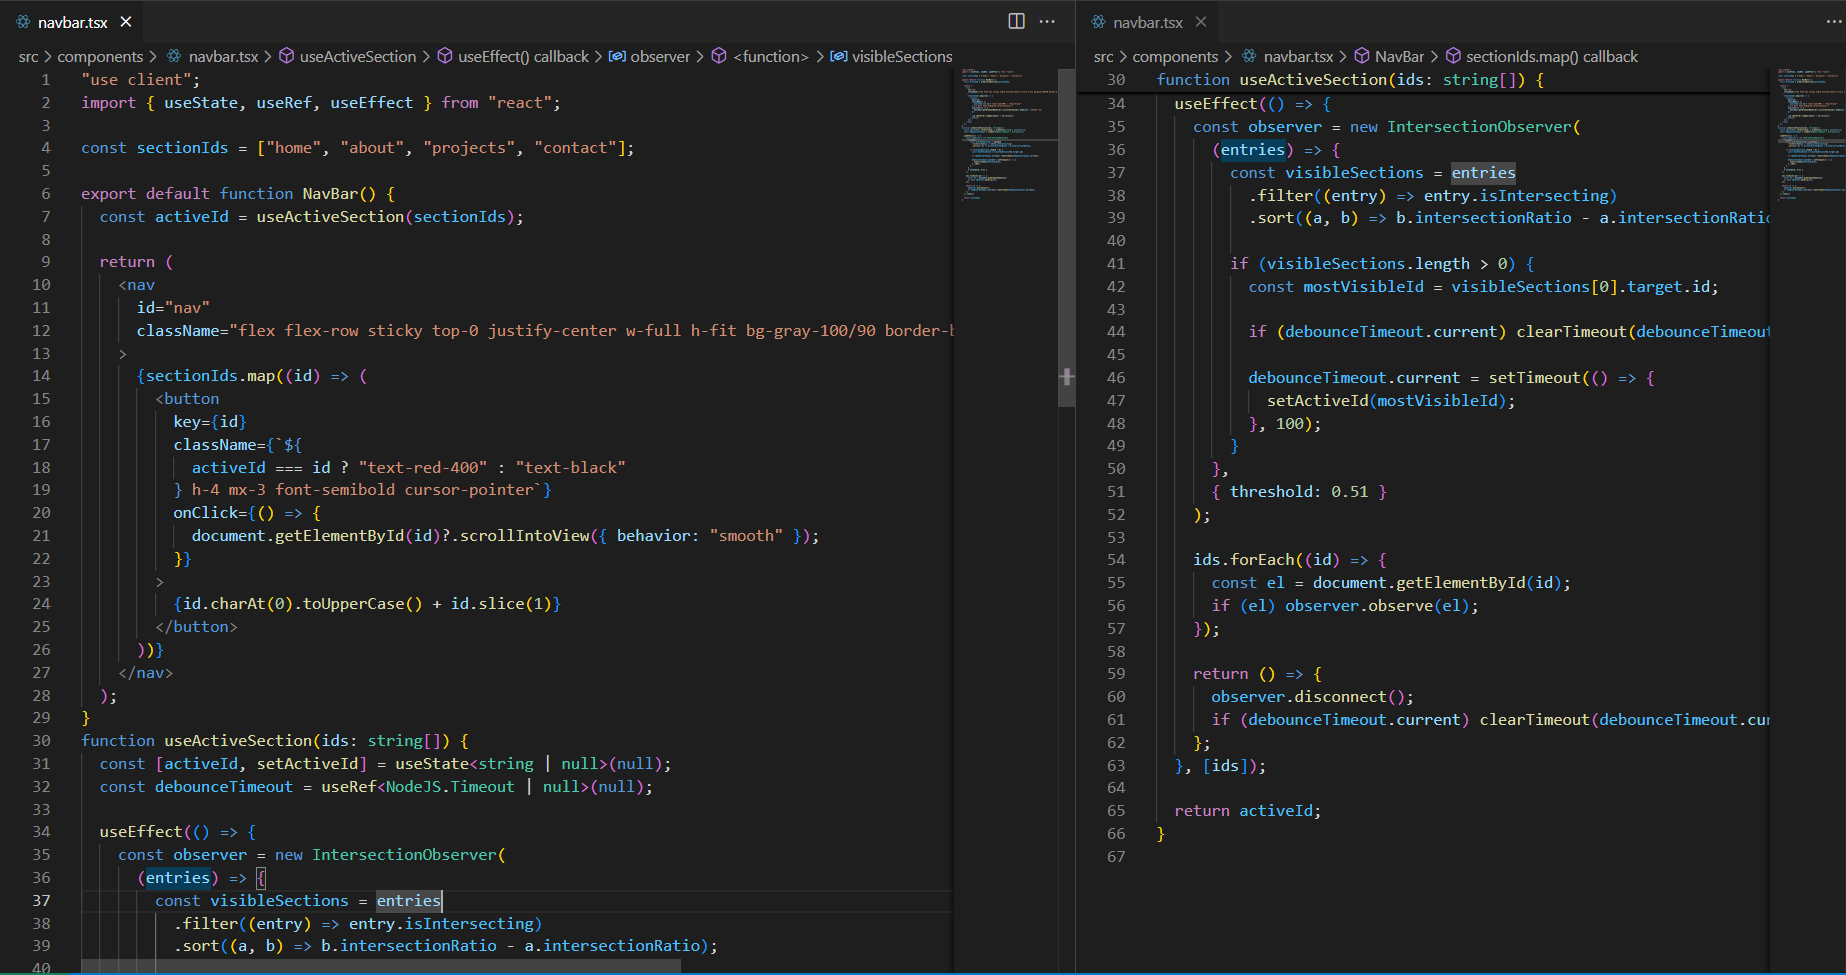 navbar.tsx
src > components > navbar.tsx > useActiveSection > useEffect() callback > observer > <function> > visibleSections
1 "use client";
2 import { useState, useRef, useEffect } from "react";
3
4 const sectionIds = ["home", "about", "projects", "contact"];
5
6 export default function NavBar() {
7 const activeId = useActiveSection(sectionIds);
8
9 return (
10 <nav
11 id="nav"
12 className="flex flex-row sticky top-0 justify-center w-full h-fit bg-gray-100/90 border-b
13 >
14 {sectionIds.map((id) => (
15 <button
16 key={id}
17 className={`${
18 activeId === id ? "text-red-400" : "text-black"
19 } h-4 mx-3 font-semibold cursor-pointer`}
20 onClick={() => {
21 document.getElementById(id)?.scrollIntoView({ behavior: "smooth" });
22 }}
23 >
24 {id.charAt(0).toUpperCase() + id.slice(1)}
25 </button>
26 ))}
27 </nav>
28 );
29 }
30 function useActiveSection(ids: string[]) {
31 const [activeId, setActiveId] = useState<string | null>(null);
32 const debounceTimeout = useRef<NodeJS.Timeout | null>(null);
33
34 useEffect(() => {
35 const observer = new IntersectionObserver(
36 (entries) => {
37 const visibleSections = entries
38 .filter((entry) => entry.isIntersecting)
39 .sort((a, b) => b.intersectionRatio - a.intersectionRatio);
40
navbar.tsx
src > components > navbar.tsx > NavBar > sectionIds.map() callback
30 function useActiveSection(ids: string[]) {
34 useEffect(() => {
35 const observer = new IntersectionObserver(
36 (entries) => {
37 const visibleSections = entries
38 .filter((entry) => entry.isIntersecting)
39 .sort((a, b) => b.intersectionRatio - a.intersectionRatio
40
41 if (visibleSections.length > 0) {
42 const mostVisibleId = visibleSections[0].target.id;
43
44 if (debounceTimeout.current) clearTimeout(debounceTimeout
45
46 debounceTimeout.current = setTimeout(() => {
47 setActiveId(mostVisibleId);
48 }, 100);
49 }
50 },
51 { threshold: 0.51 }
52 );
53
54 ids.forEach((id) => {
55 const el = document.getElementById(id);
56 if (el) observer.observe(el);
57 });
58
59 return () => {
60 observer.disconnect();
61 if (debounceTimeout.current) clearTimeout(debounceTimeout.cur
62 };
63 }, [ids]);
64
65 return activeId;
66 }
67